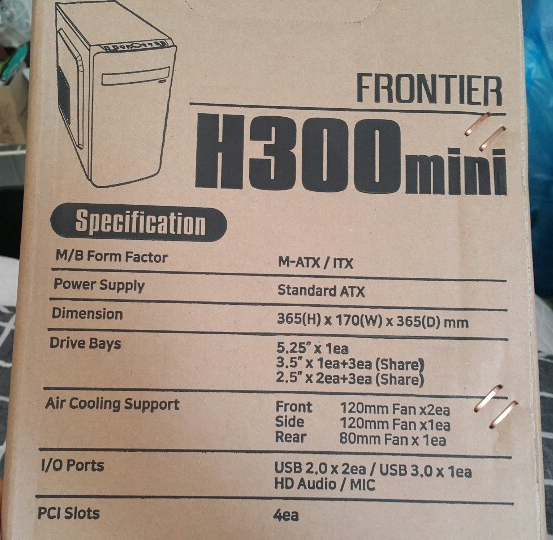 FRONTIER
H300mini
Specification
M/B Form Factor M-ATX / ITX
Power Supply Standard ATX
Dimension 365(H) x 170(W) x 365(D) mm
Drive Bays 5,25" x 1ea
3.5" x 1ea+3ea (Share)
2.5" x 2ea+3ea (Share)
Air Cooling Support Front 120mm Fan x2ea
Side 120mm Fan x1ea
Rear 80mm Fan x 1ea
I/O Ports USB 2,0 x 2ea / USB 3,0 x 1ea
HD Audio / MIC
PCI Slots 4ea